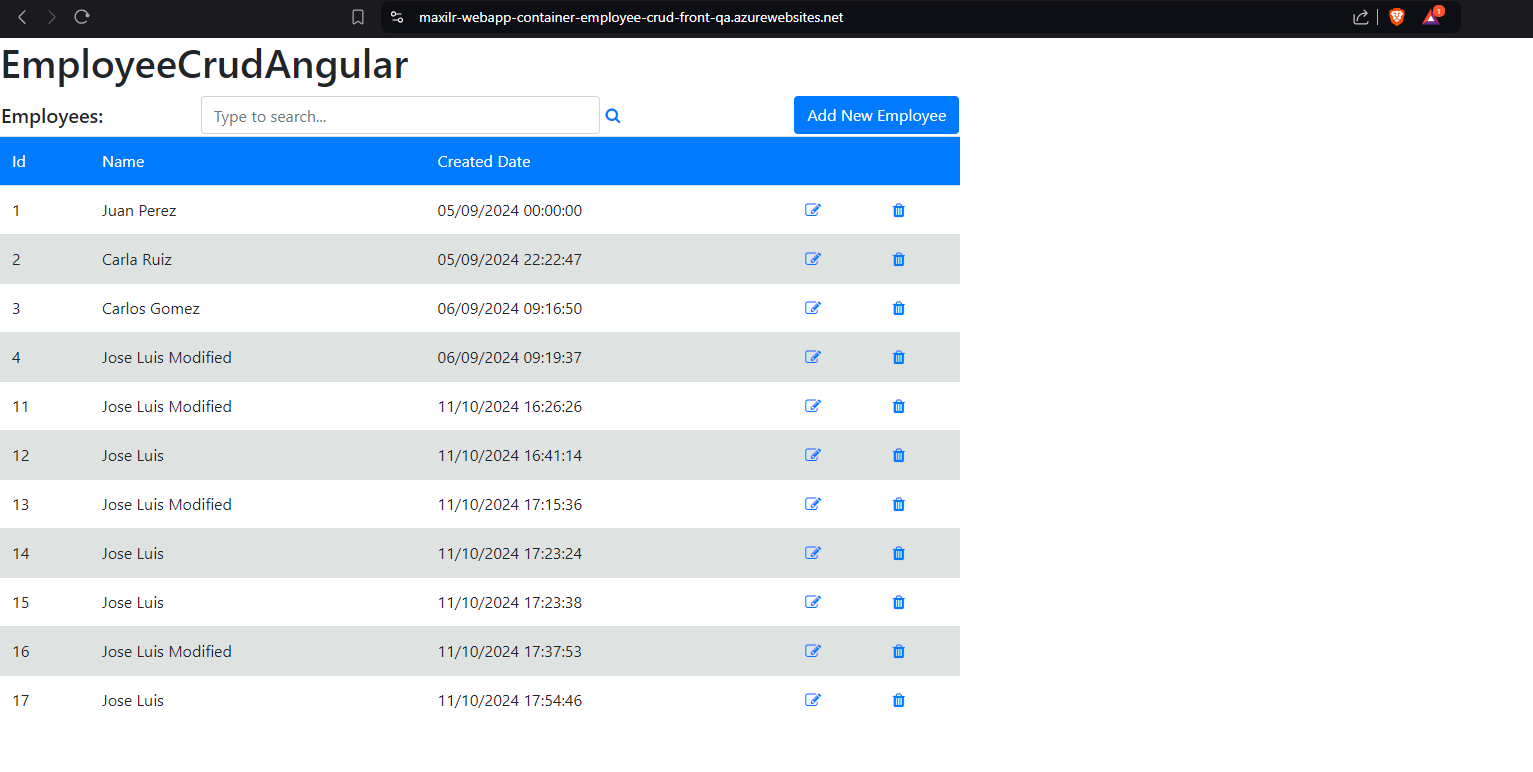 maxilr-webapp-container-employee-crud-front-qa.azurewebsites.net
1
EmployeeCrudAngular
Employees: Type to search... Add New Employee
Id Name Created Date
1 Juan Perez 05/09/2024 00:00:00
2 Carla Ruiz 05/09/2024 22:22:47
3 Carlos Gomez 06/09/2024 09:16:50
4 Jose Luis Modified 06/09/2024 09:19:37
11 Jose Luis Modified 11/10/2024 16:26:26
12 Jose Luis 11/10/2024 16:41:14
13 Jose Luis Modified 11/10/2024 17:15:36
14 Jose Luis 11/10/2024 17:23:24
15 Jose Luis 11/10/2024 17:23:38
16 Jose Luis Modified 11/10/2024 17:37:53
17 Jose Luis 11/10/2024 17:54:46